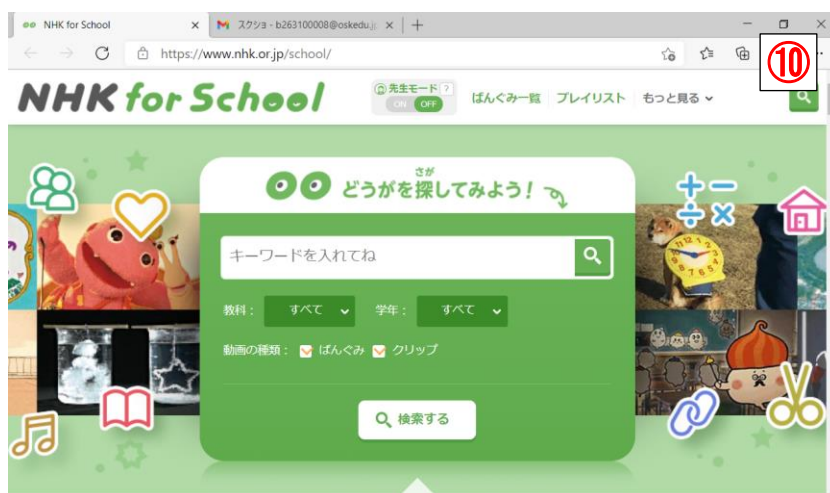 NHK for School
スクショ - b263100008@oskedu.j
https://www.nhk.or.jp/school/
⑩
NHK for School
先生モード ?
ON OFF
ばんぐみ一覧 プレイリスト もっと見る
どうがを探してみよう!
さが
キーワードを入れてね
教科: すべて 学年: すべて
動画の種類: ばんぐみ クリップ
検索する